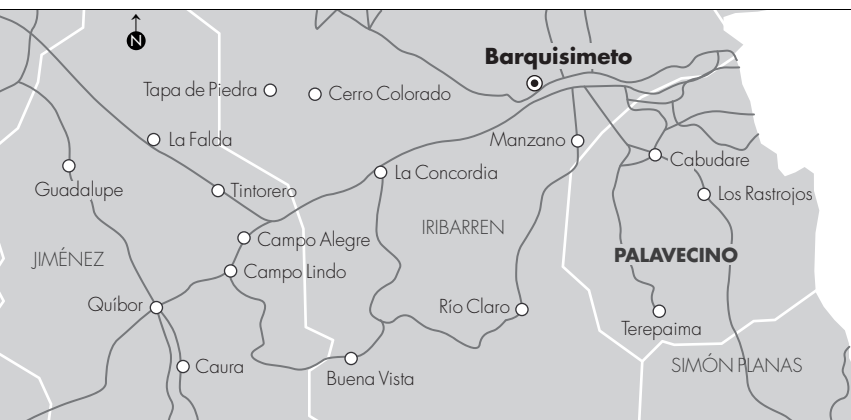 N
Barquisimeto
Tapa de Piedra
Cerro Colorado
La Falda
Manzano
Cabudare
Guadalupe
La Concordia
Tintorero
Los Rastrojos
IRIBARREN
Campo Alegre
JIMÉNEZ
PALAVECINO
Campo Lindo
Quíbor
Río Claro
Terepaima
Caura
Buena Vista
SIMÓN PLANAS